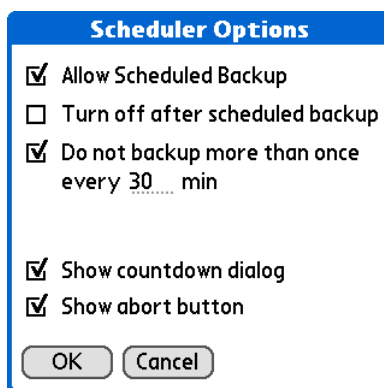 Scheduler Options
Allow Scheduled Backup
Turn off after scheduled backup
Do not backup more than once
every 30 min
Show countdown dialog
Show abort button
OK Cancel